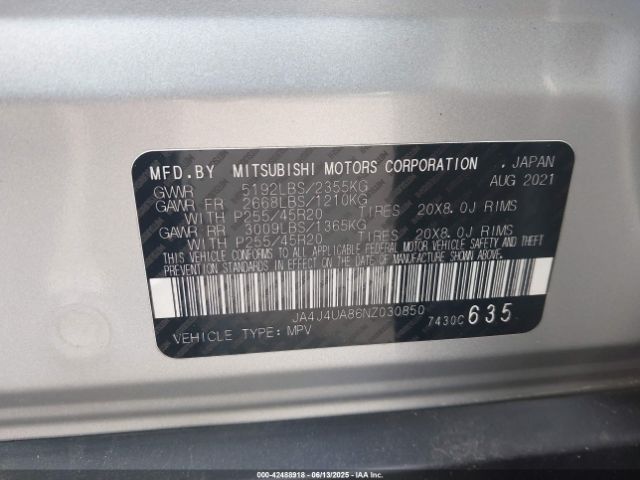 MFD.BY MITSUBISHI MOTORS CORPORATION , JAPAN
GVWR 5192LBS/2355KG AUG 2021
GAWR FR 2668LBS/1210KG
WITH P255/45R20 TIRES 20X8.0J RIMS
GAWR RR 3009LBS/1365KG
WITH P255/45R20 TIRES 20X8.0J RIMS
THIS VEHICLE CONFORMS TO ALL APPLICABLE FEDERAL MOTOR VEHICLE SAFETY AND THEFT
PREVENTION STANDARDS IN EFFECT ON THE DATE OF MANUFACTURE SHOWN ABOVE.
JA4J4UA86NZ030850
VEHICLE TYPE: MPV 7430C 635
000-42488918 - 06/13/2025 - IAAI.COM